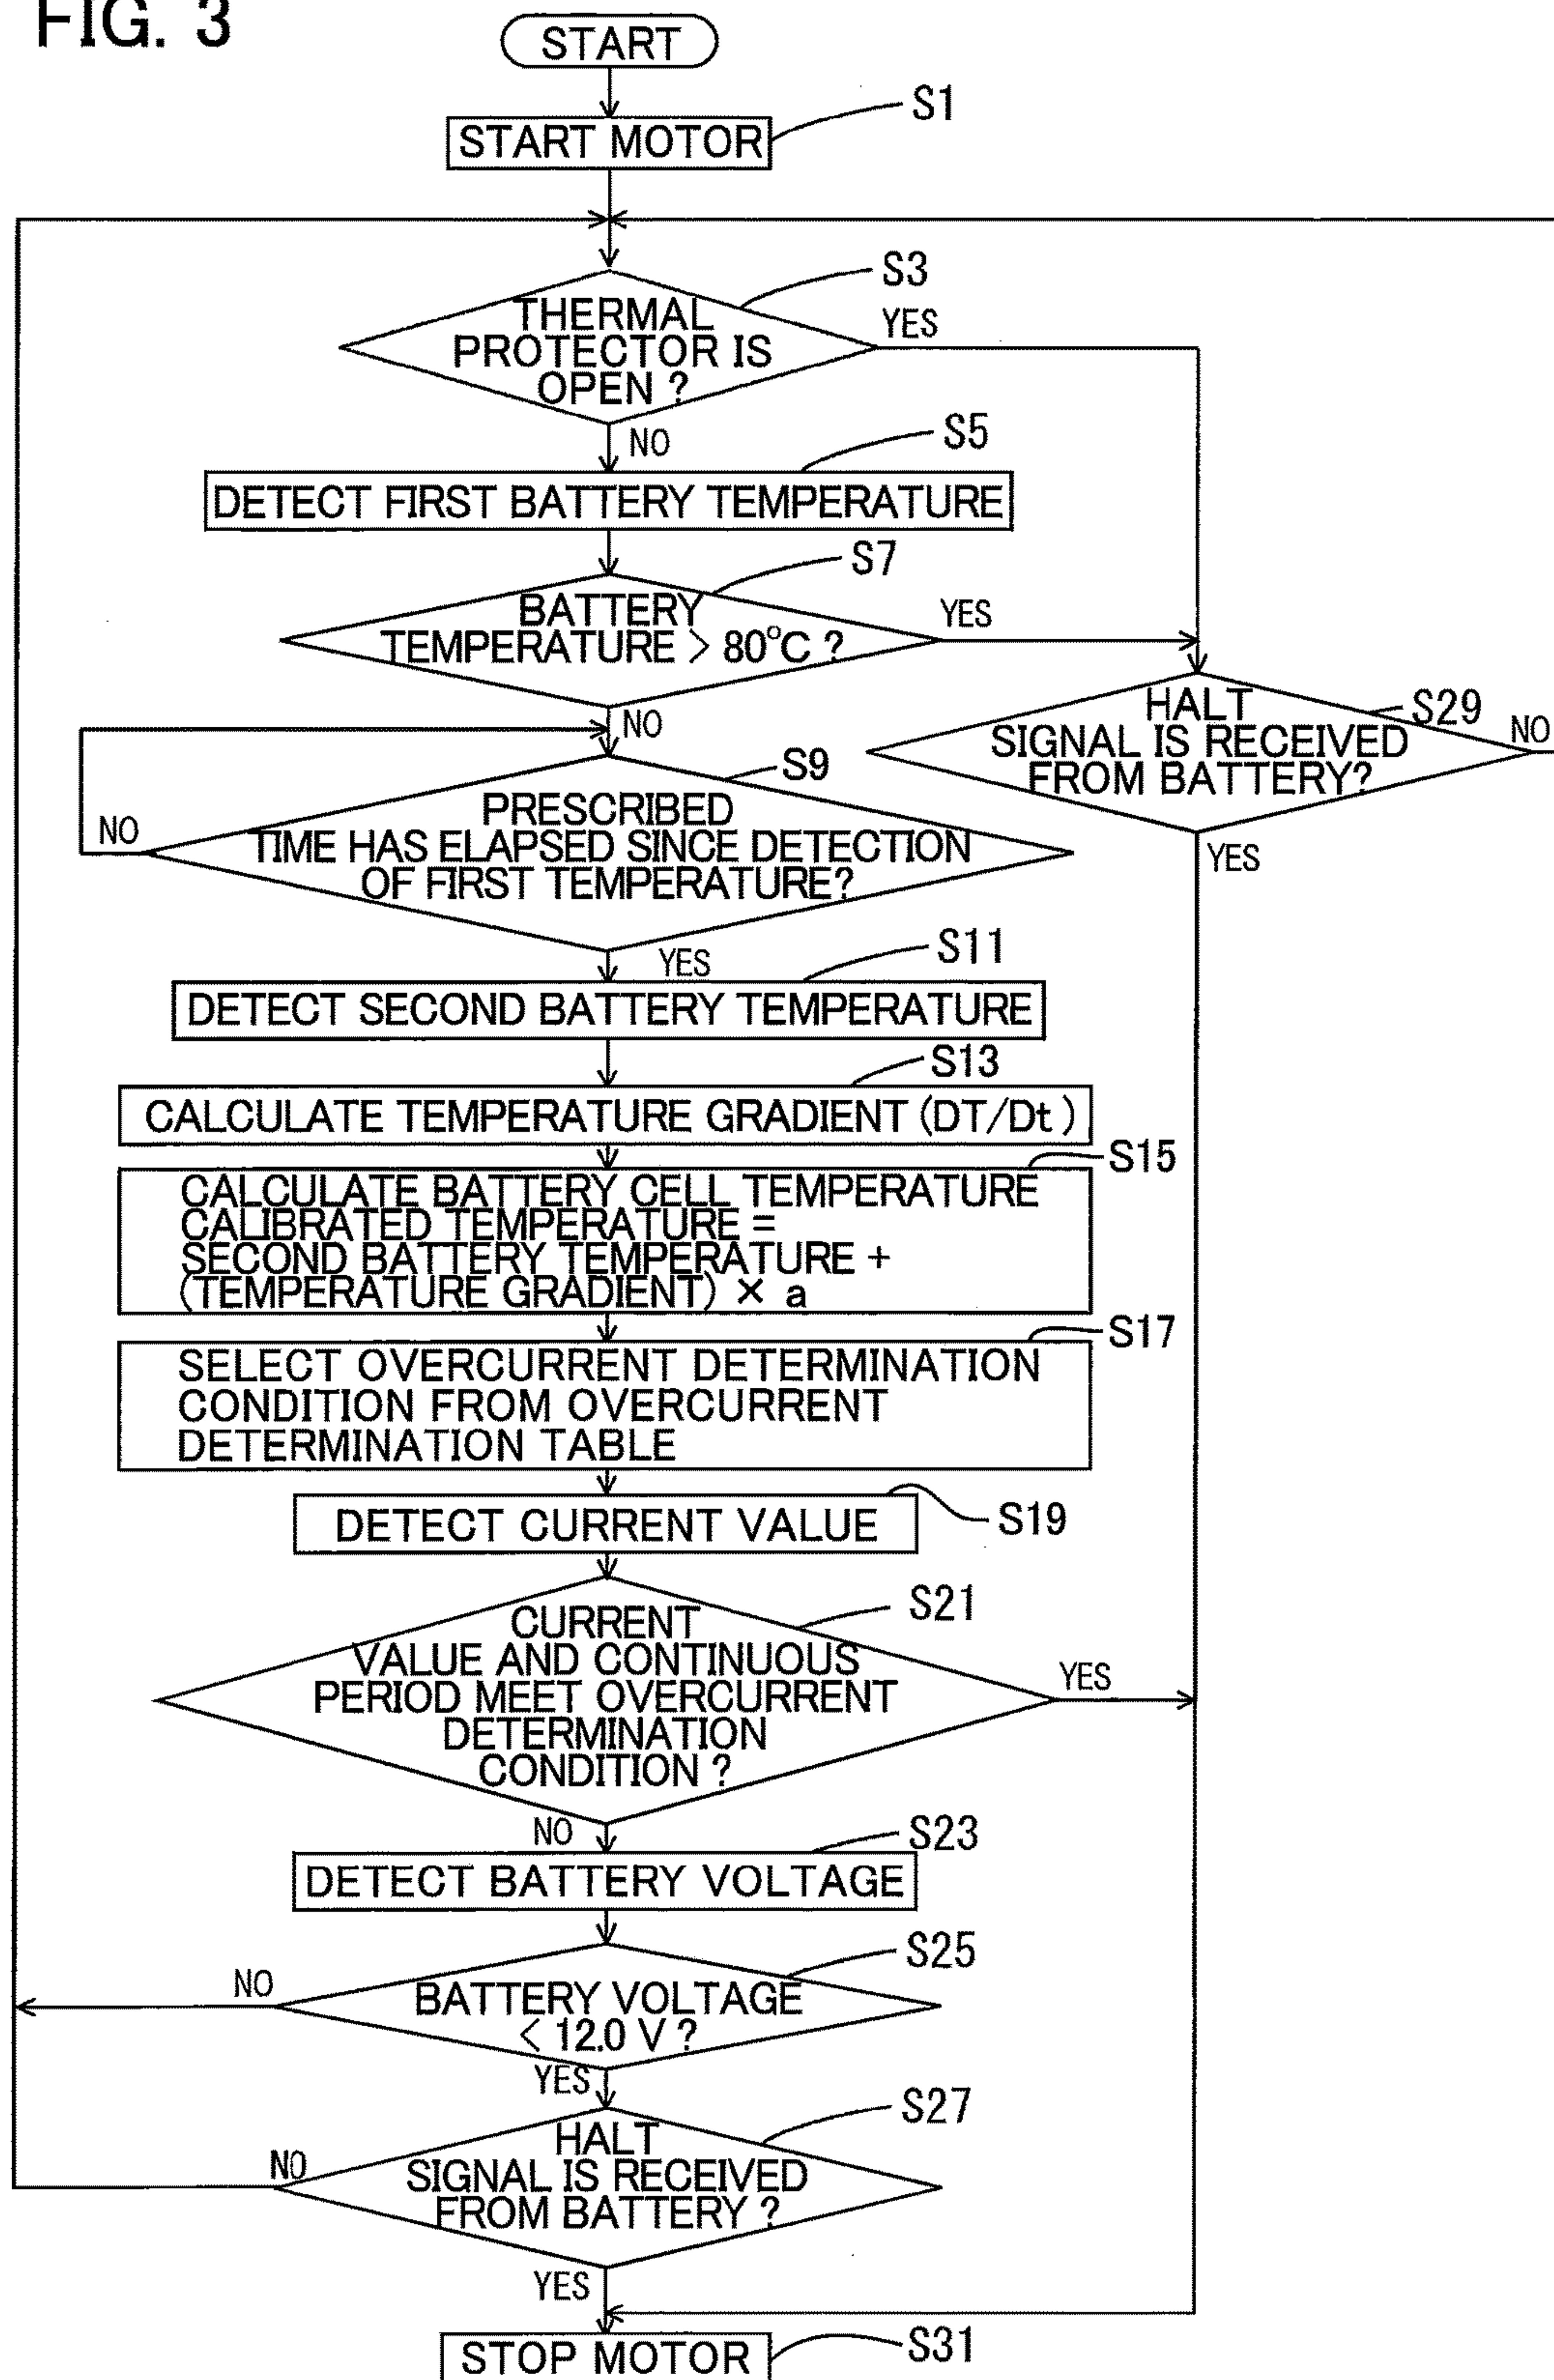 FIG. 3
START
START MOTOR
S1
THERMAL
PROTECTOR IS
OPEN ?
S3
YES
NO
DETECT FIRST BATTERY TEMPERATURE
S5
BATTERY
TEMPERATURE > 80°C ?
S7
YES
NO
HALT
SIGNAL IS RECEIVED
FROM BATTERY?
S29
NO
YES
PRESCRIBED
TIME HAS ELAPSED SINCE DETECTION
OF FIRST TEMPERATURE?
S9
NO
YES
DETECT SECOND BATTERY TEMPERATURE
S11
CALCULATE TEMPERATURE GRADIENT (DT/Dt)
S13
CALCULATE BATTERY CELL TEMPERATURE
CALIBRATED TEMPERATURE =
SECOND BATTERY TEMPERATURE +
(TEMPERATURE GRADIENT) × a
S15
SELECT OVERCURRENT DETERMINATION
CONDITION FROM OVERCURRENT
DETERMINATION TABLE
S17
DETECT CURRENT VALUE
S19
CURRENT
VALUE AND CONTINUOUS
PERIOD MEET OVERCURRENT
DETERMINATION
CONDITION ?
S21
YES
NO
DETECT BATTERY VOLTAGE
S23
BATTERY VOLTAGE
< 12.0 V ?
S25
NO
YES
HALT
SIGNAL IS RECEIVED
FROM BATTERY ?
S27
NO
YES
STOP MOTOR
S31